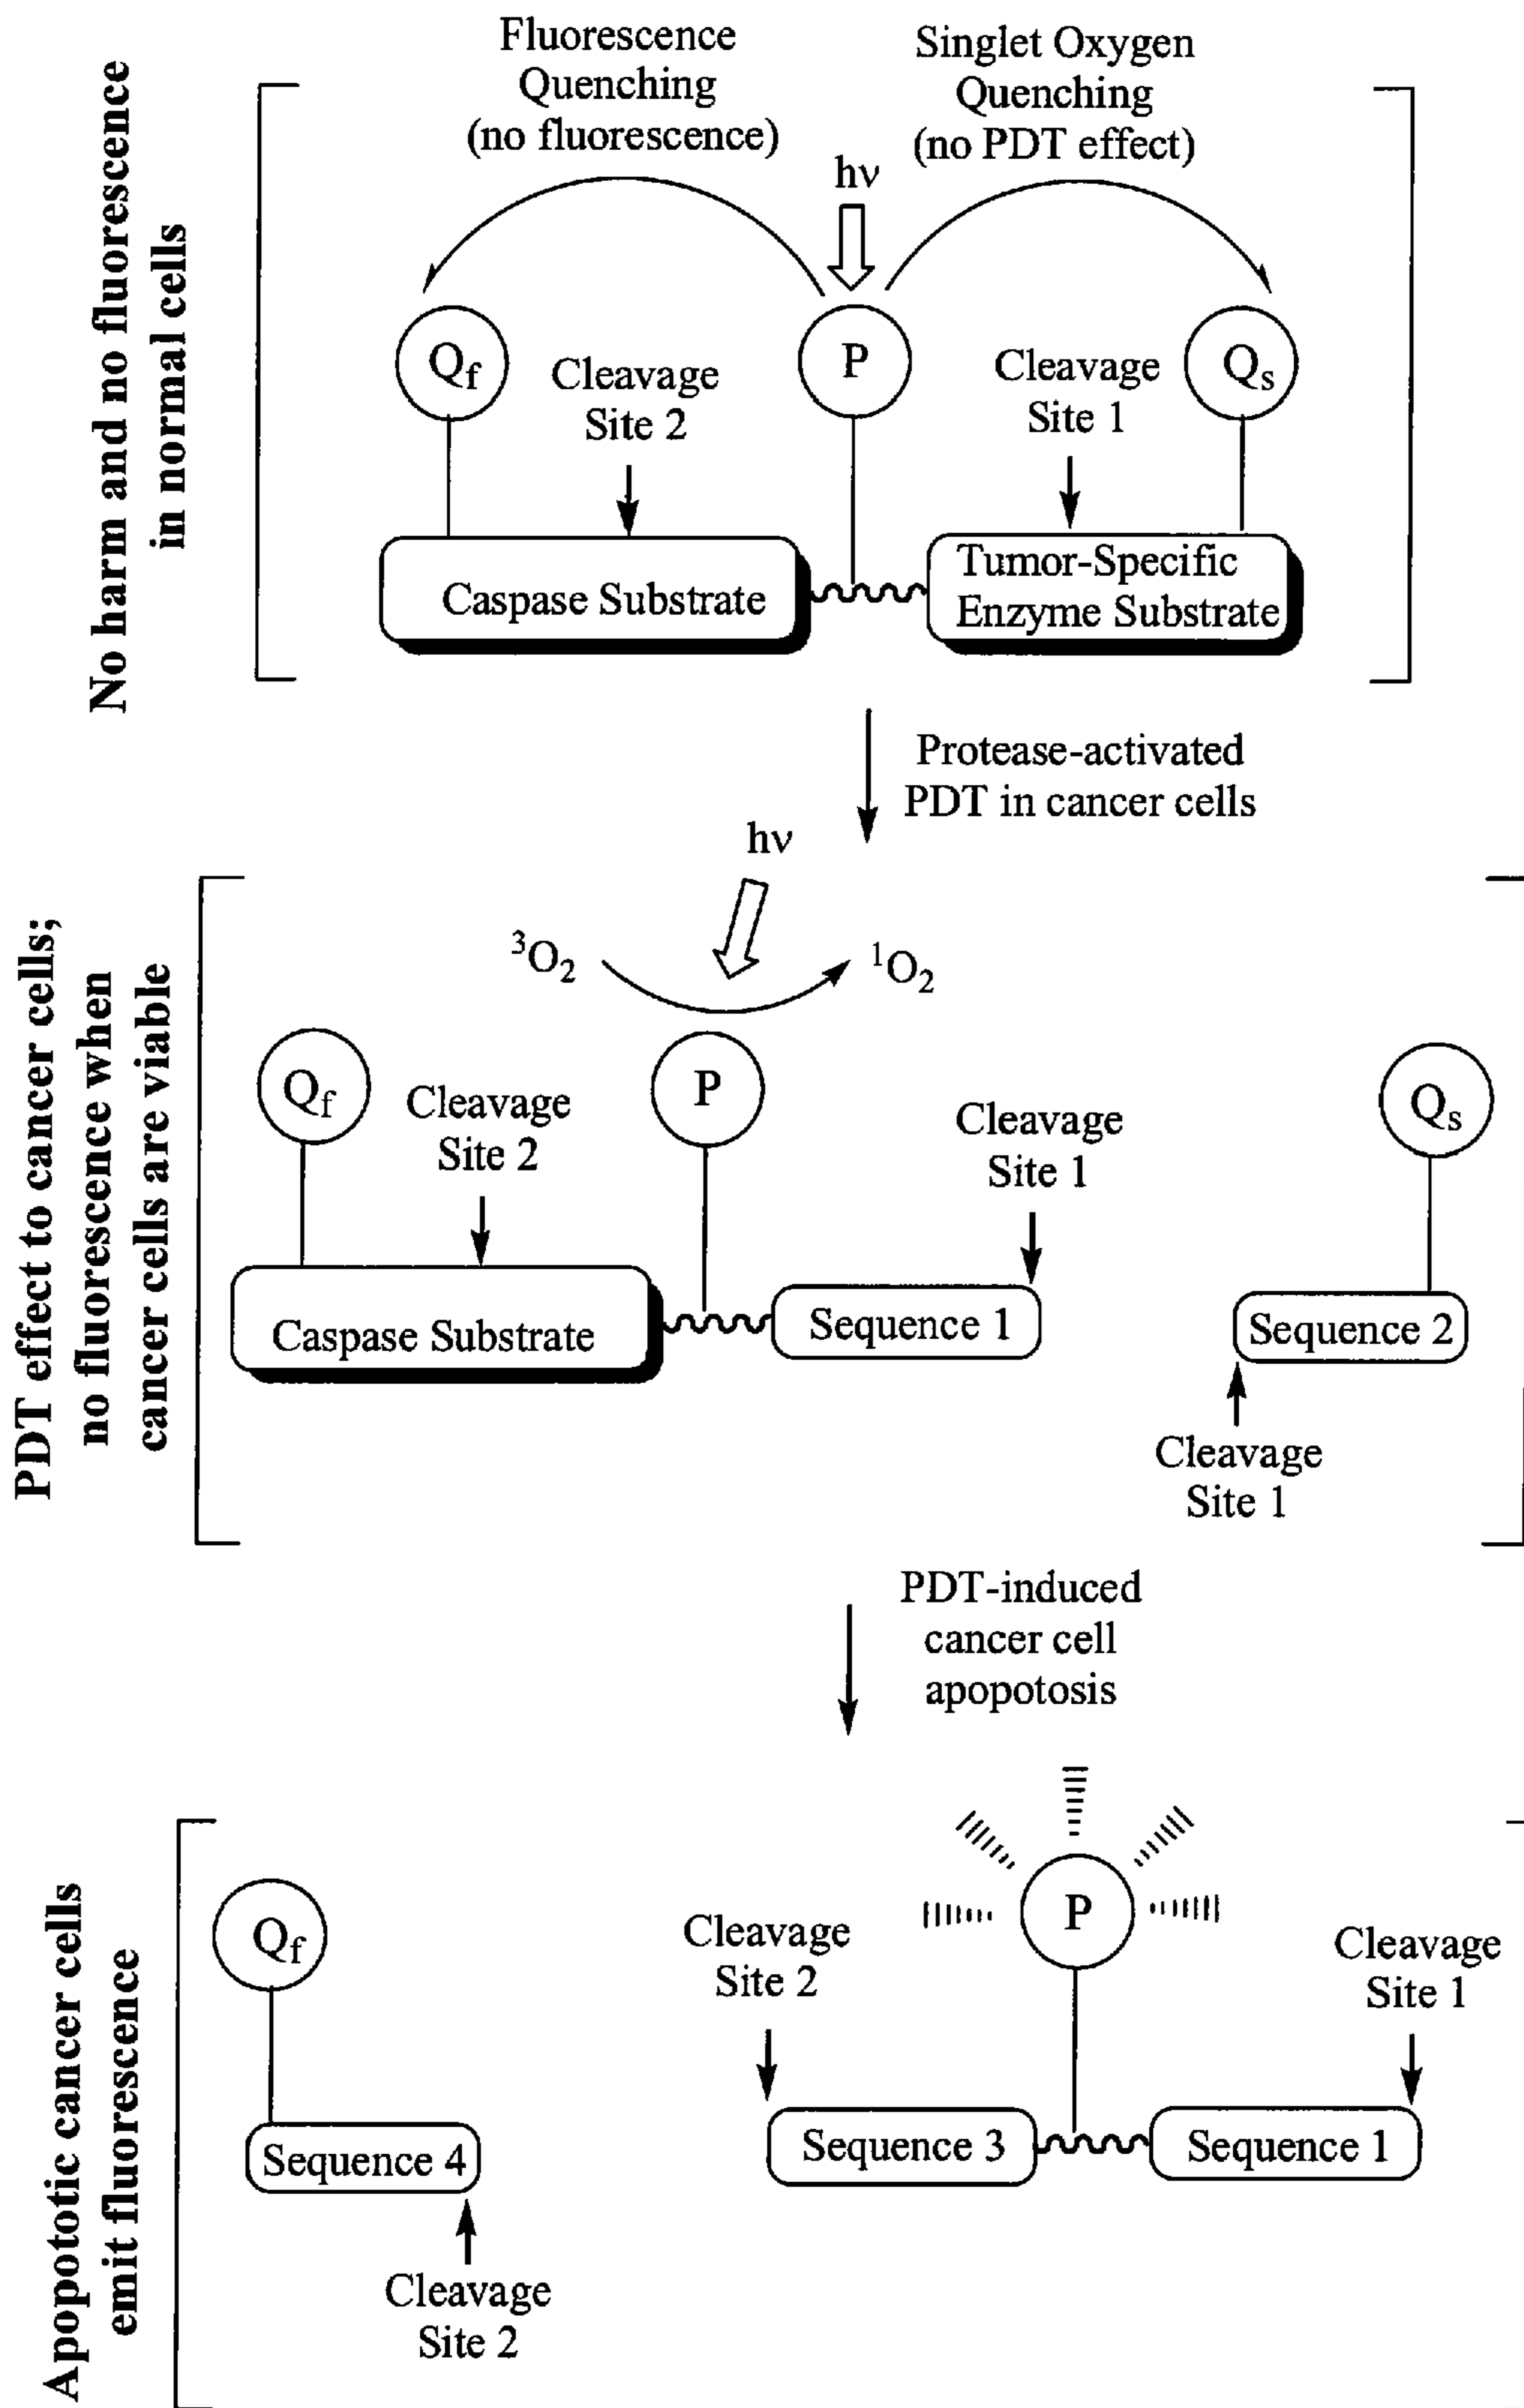 No harm and no fluorescence
in normal cells
Fluorescence
Quenching
(no fluorescence)
Singlet Oxygen
Quenching
(no PDT effect)
hν
Qf
Cleavage
Site 2
P
Cleavage
Site 1
Qs
Caspase Substrate
Tumor-Specific
Enzyme Substrate
Protease-activated
PDT in cancer cells
PDT effect to cancer cells;
no fluorescence when
cancer cells are viable
hν
³O₂
¹O₂
Qf
Cleavage
Site 2
P
Cleavage
Site 1
Qs
Caspase Substrate
Sequence 1
Sequence 2
Cleavage
Site 1
PDT-induced
cancer cell
apopotosis
Apopototic cancer cells
emit fluorescence
Qf
Cleavage
Site 2
P
Cleavage
Site 1
Sequence 4
Sequence 3
Sequence 1
Cleavage
Site 2